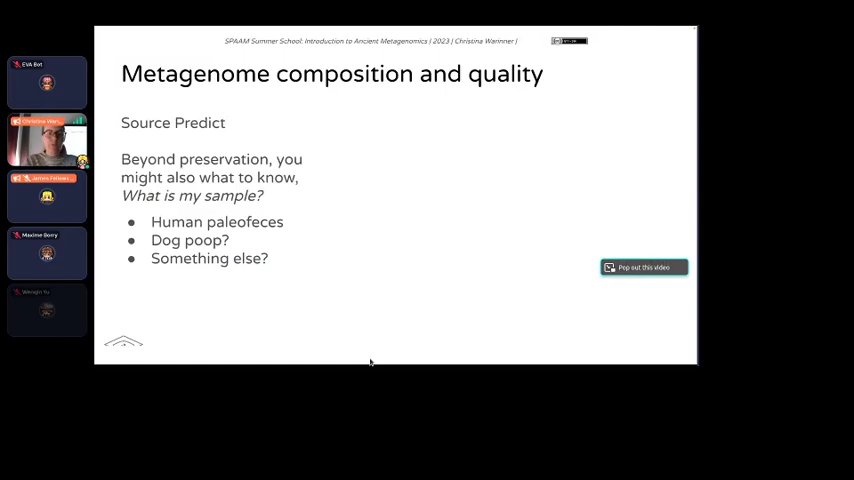 SPAAM Summer School: Introduction to Ancient Metagenomics | 2023 | Christina Warinner |
Metagenome composition and quality
EVA Bot
Source Predict
Christina Wari...
Beyond preservation, you
might also what to know,
What is my sample?
James Fellows...
● Human paleofeces
● Dog poop?
● Something else?
Maxime Borry
Pop out this video
Wenqin Yu